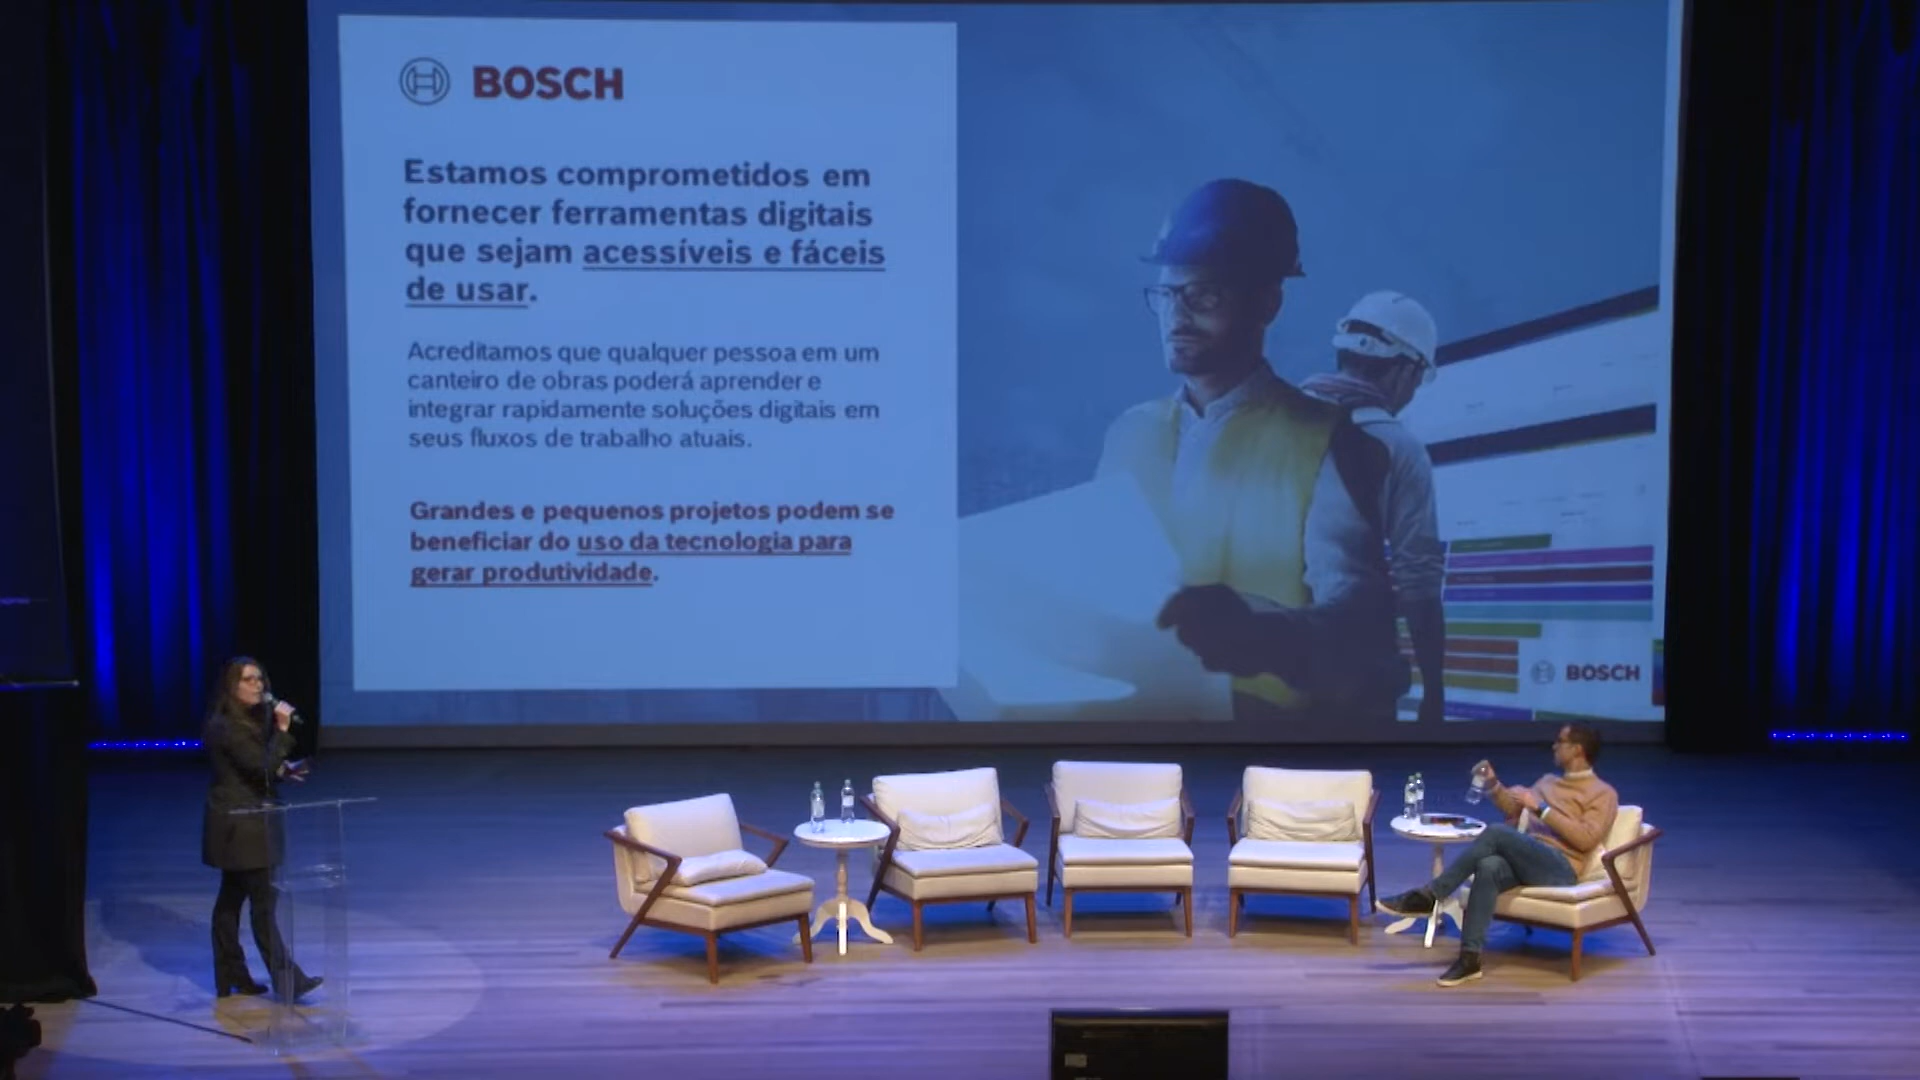 BOSCH
Estamos comprometidos em
fornecer ferramentas digitais
que sejam acessíveis e fáceis
de usar.
Acreditamos que qualquer pessoa em um
canteiro de obras poderá aprender e
integrar rapidamente soluções digitais em
seus fluxos de trabalho atuais.
Grandes e pequenos projetos podem se
beneficiar do uso da tecnologia para
gerar produtividade.
BOSCH